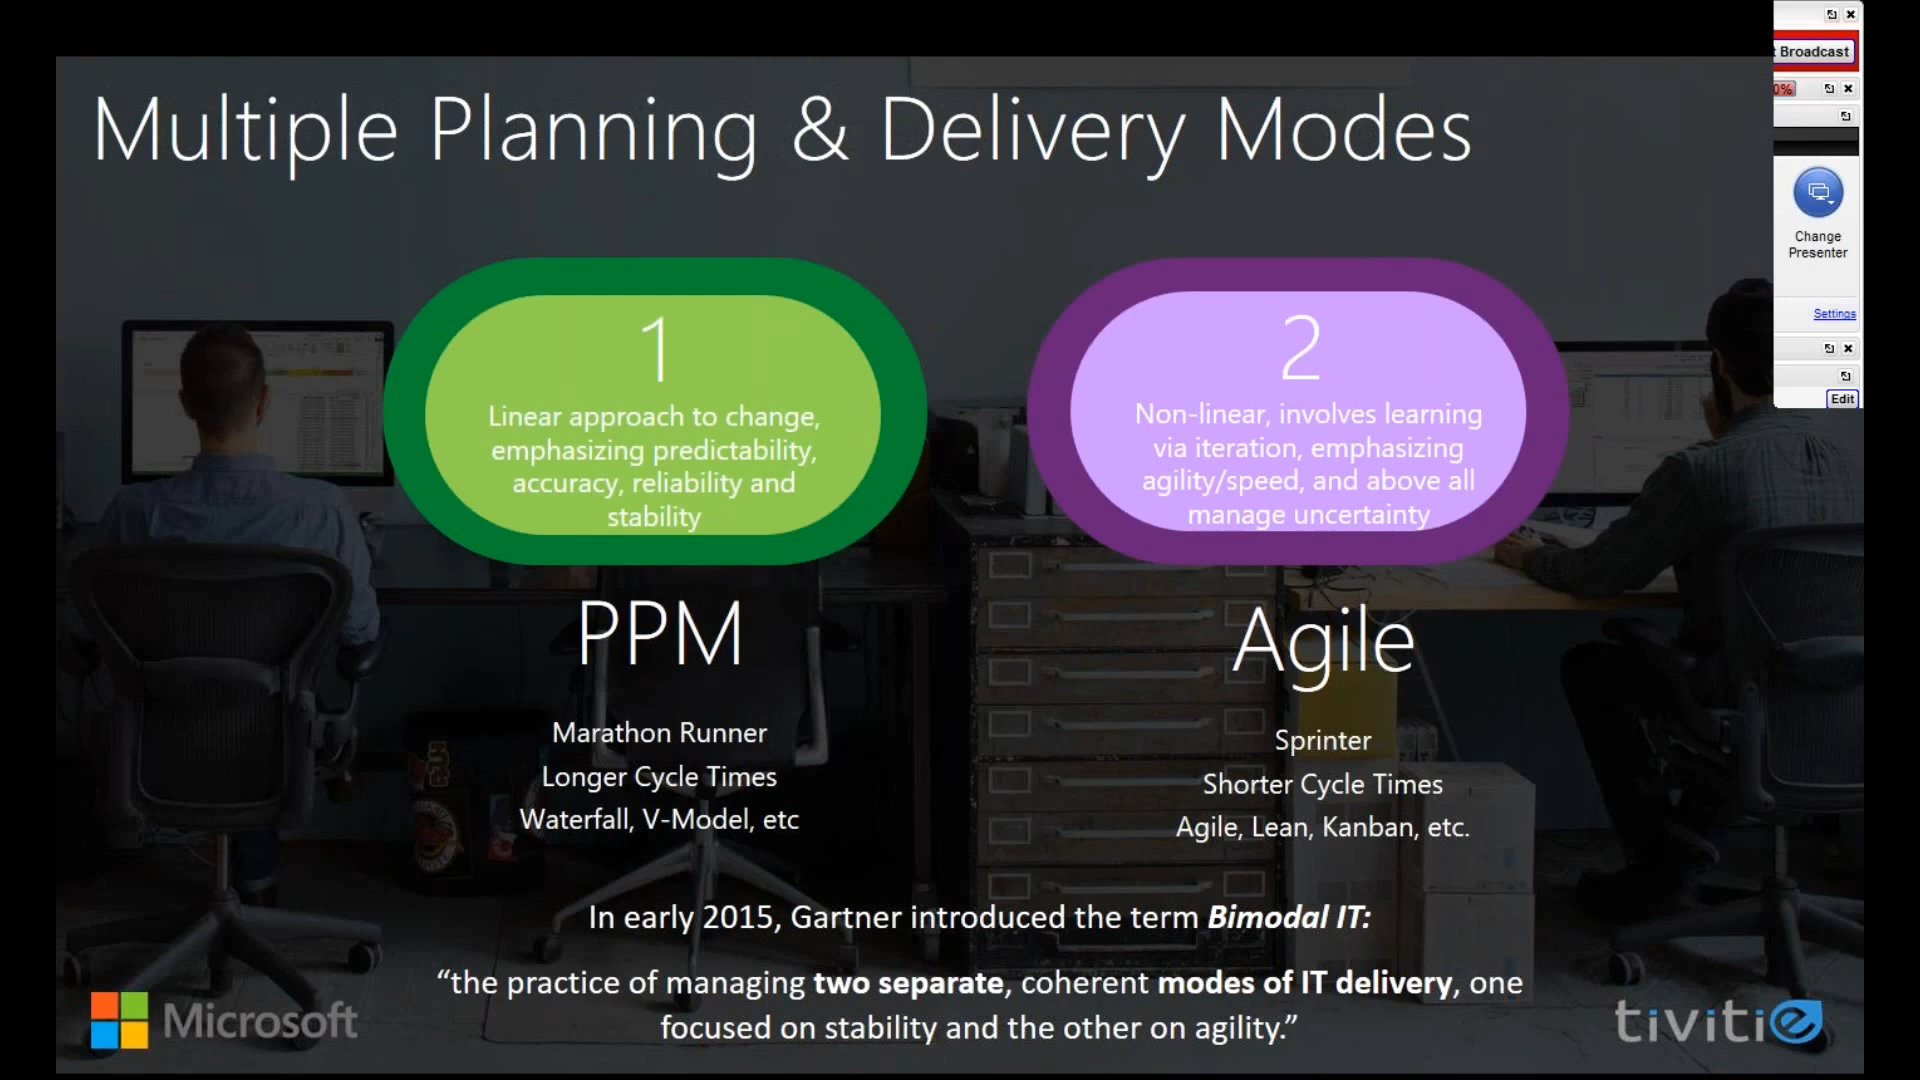 Multiple Planning & Delivery Modes
Broadcast
0%
Change
Presenter
Settings
Edit
1
Linear approach to change,
emphasizing predictability,
accuracy, reliability and
stability
2
Non-linear, involves learning
via iteration, emphasizing
agility/speed, and above all
manage uncertainty
PPM
Marathon Runner
Longer Cycle Times
Waterfall, V-Model, etc
Agile
Sprinter
Shorter Cycle Times
Agile, Lean, Kanban, etc.
In early 2015, Gartner introduced the term Bimodal IT:
“the practice of managing two separate, coherent modes of IT delivery, one
focused on stability and the other on agility.”
Microsoft
tivitie